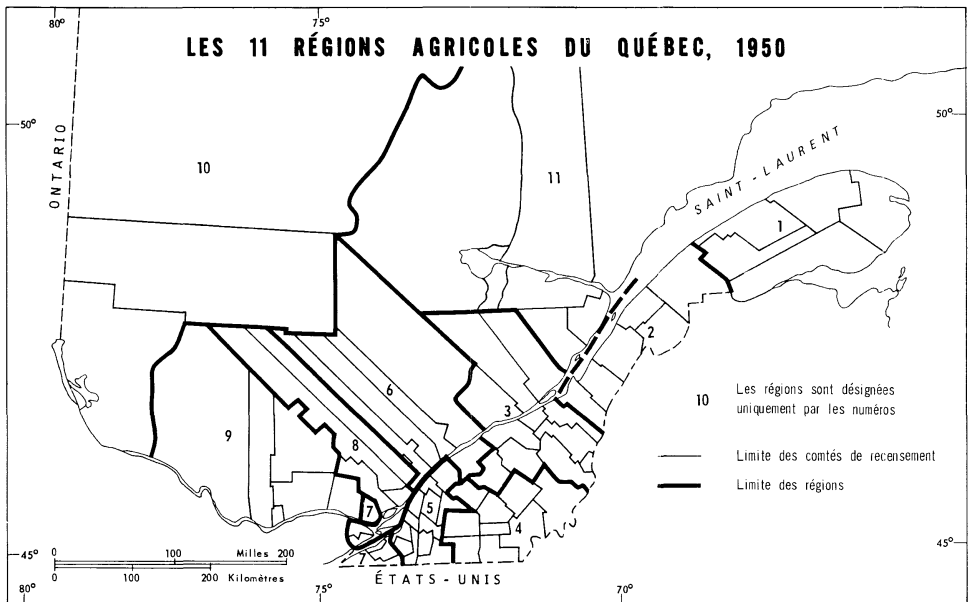 80°
75°
LES 11 RÉGIONS AGRICOLES DU QUÉBEC, 1950
50°
50°
ONTARIO
SAINT-LAURENT
10
11
1
2
10
Les régions sont désignées
uniquement par les numéros
6
3
9
8
Limite des comtés de recensement
Limite des régions
7
5
4
45°
45°
0 100 Milles 200
0 100 200 Kilomètres
ÉTATS-UNIS
80°
75°
70°